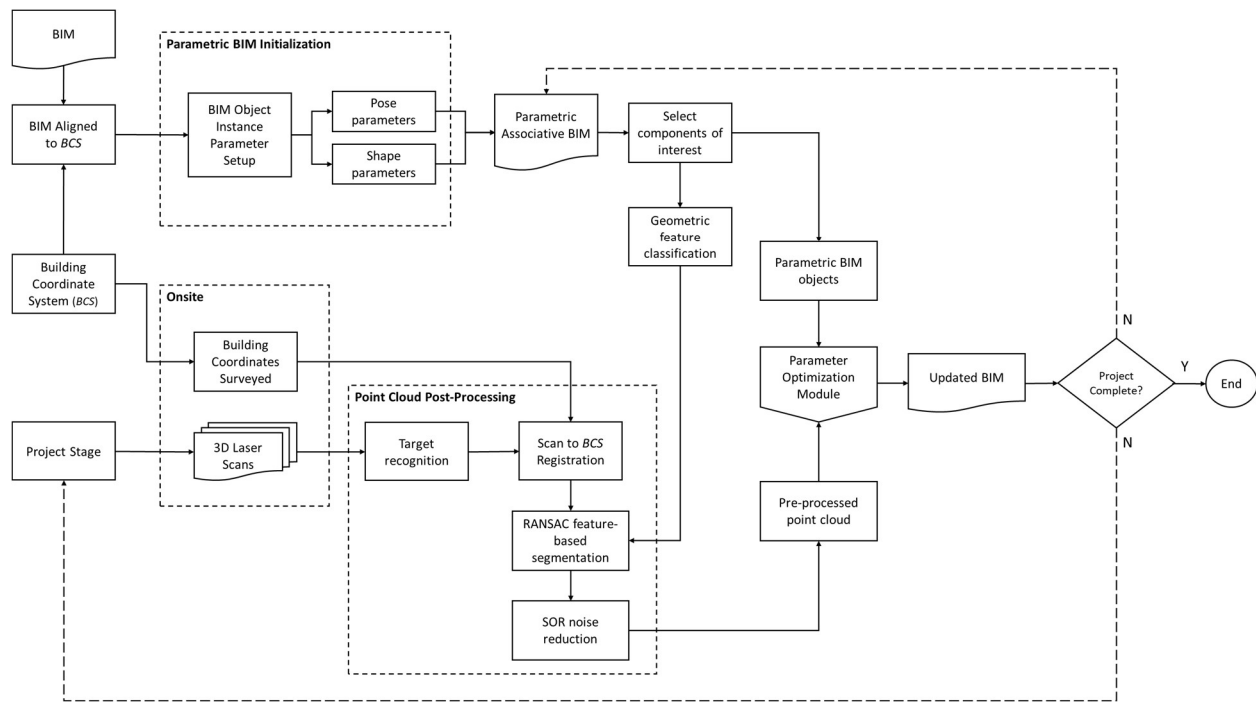 BIM
Parametric BIM Initialization
BIM Aligned
to BCS
BIM Object
Instance
Parameter
Setup
Pose
parameters
Shape
parameters
Parametric
Associative BIM
Select
components of
interest
Geometric
feature
classification
Building
Coordinate
System (BCS)
Onsite
Building
Coordinates
Surveyed
Parametric BIM
objects
Parameter
Optimization
Module
Updated BIM
Project
Complete?
N
Y
N
End
Project Stage
3D Laser
Scans
Point Cloud Post-Processing
Target
recognition
Scan to BCS
Registration
RANSAC feature-
based
segmentation
SOR noise
reduction
Pre-processed
point cloud